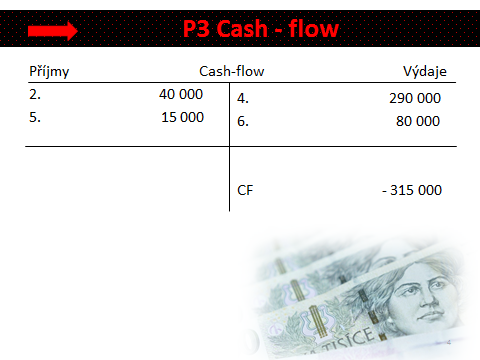 P3 Cash - flow
Příjmy Cash-flow Výdaje
2. 40 000 4. 290 000
5. 15 000 6. 80 000
CF - 315 000
TISÍCE